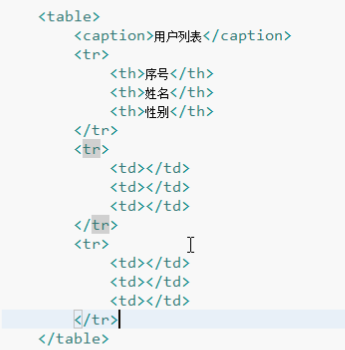 <table>
<caption>用户列表</caption>
<tr>
<th>序号</th>
<th>姓名</th>
<th>性别</th>
</tr>
<tr>
<td></td>
<td></td>
<td></td>
</tr>
<tr>
<td></td>
<td></td>
<td></td>
</tr>
</table>